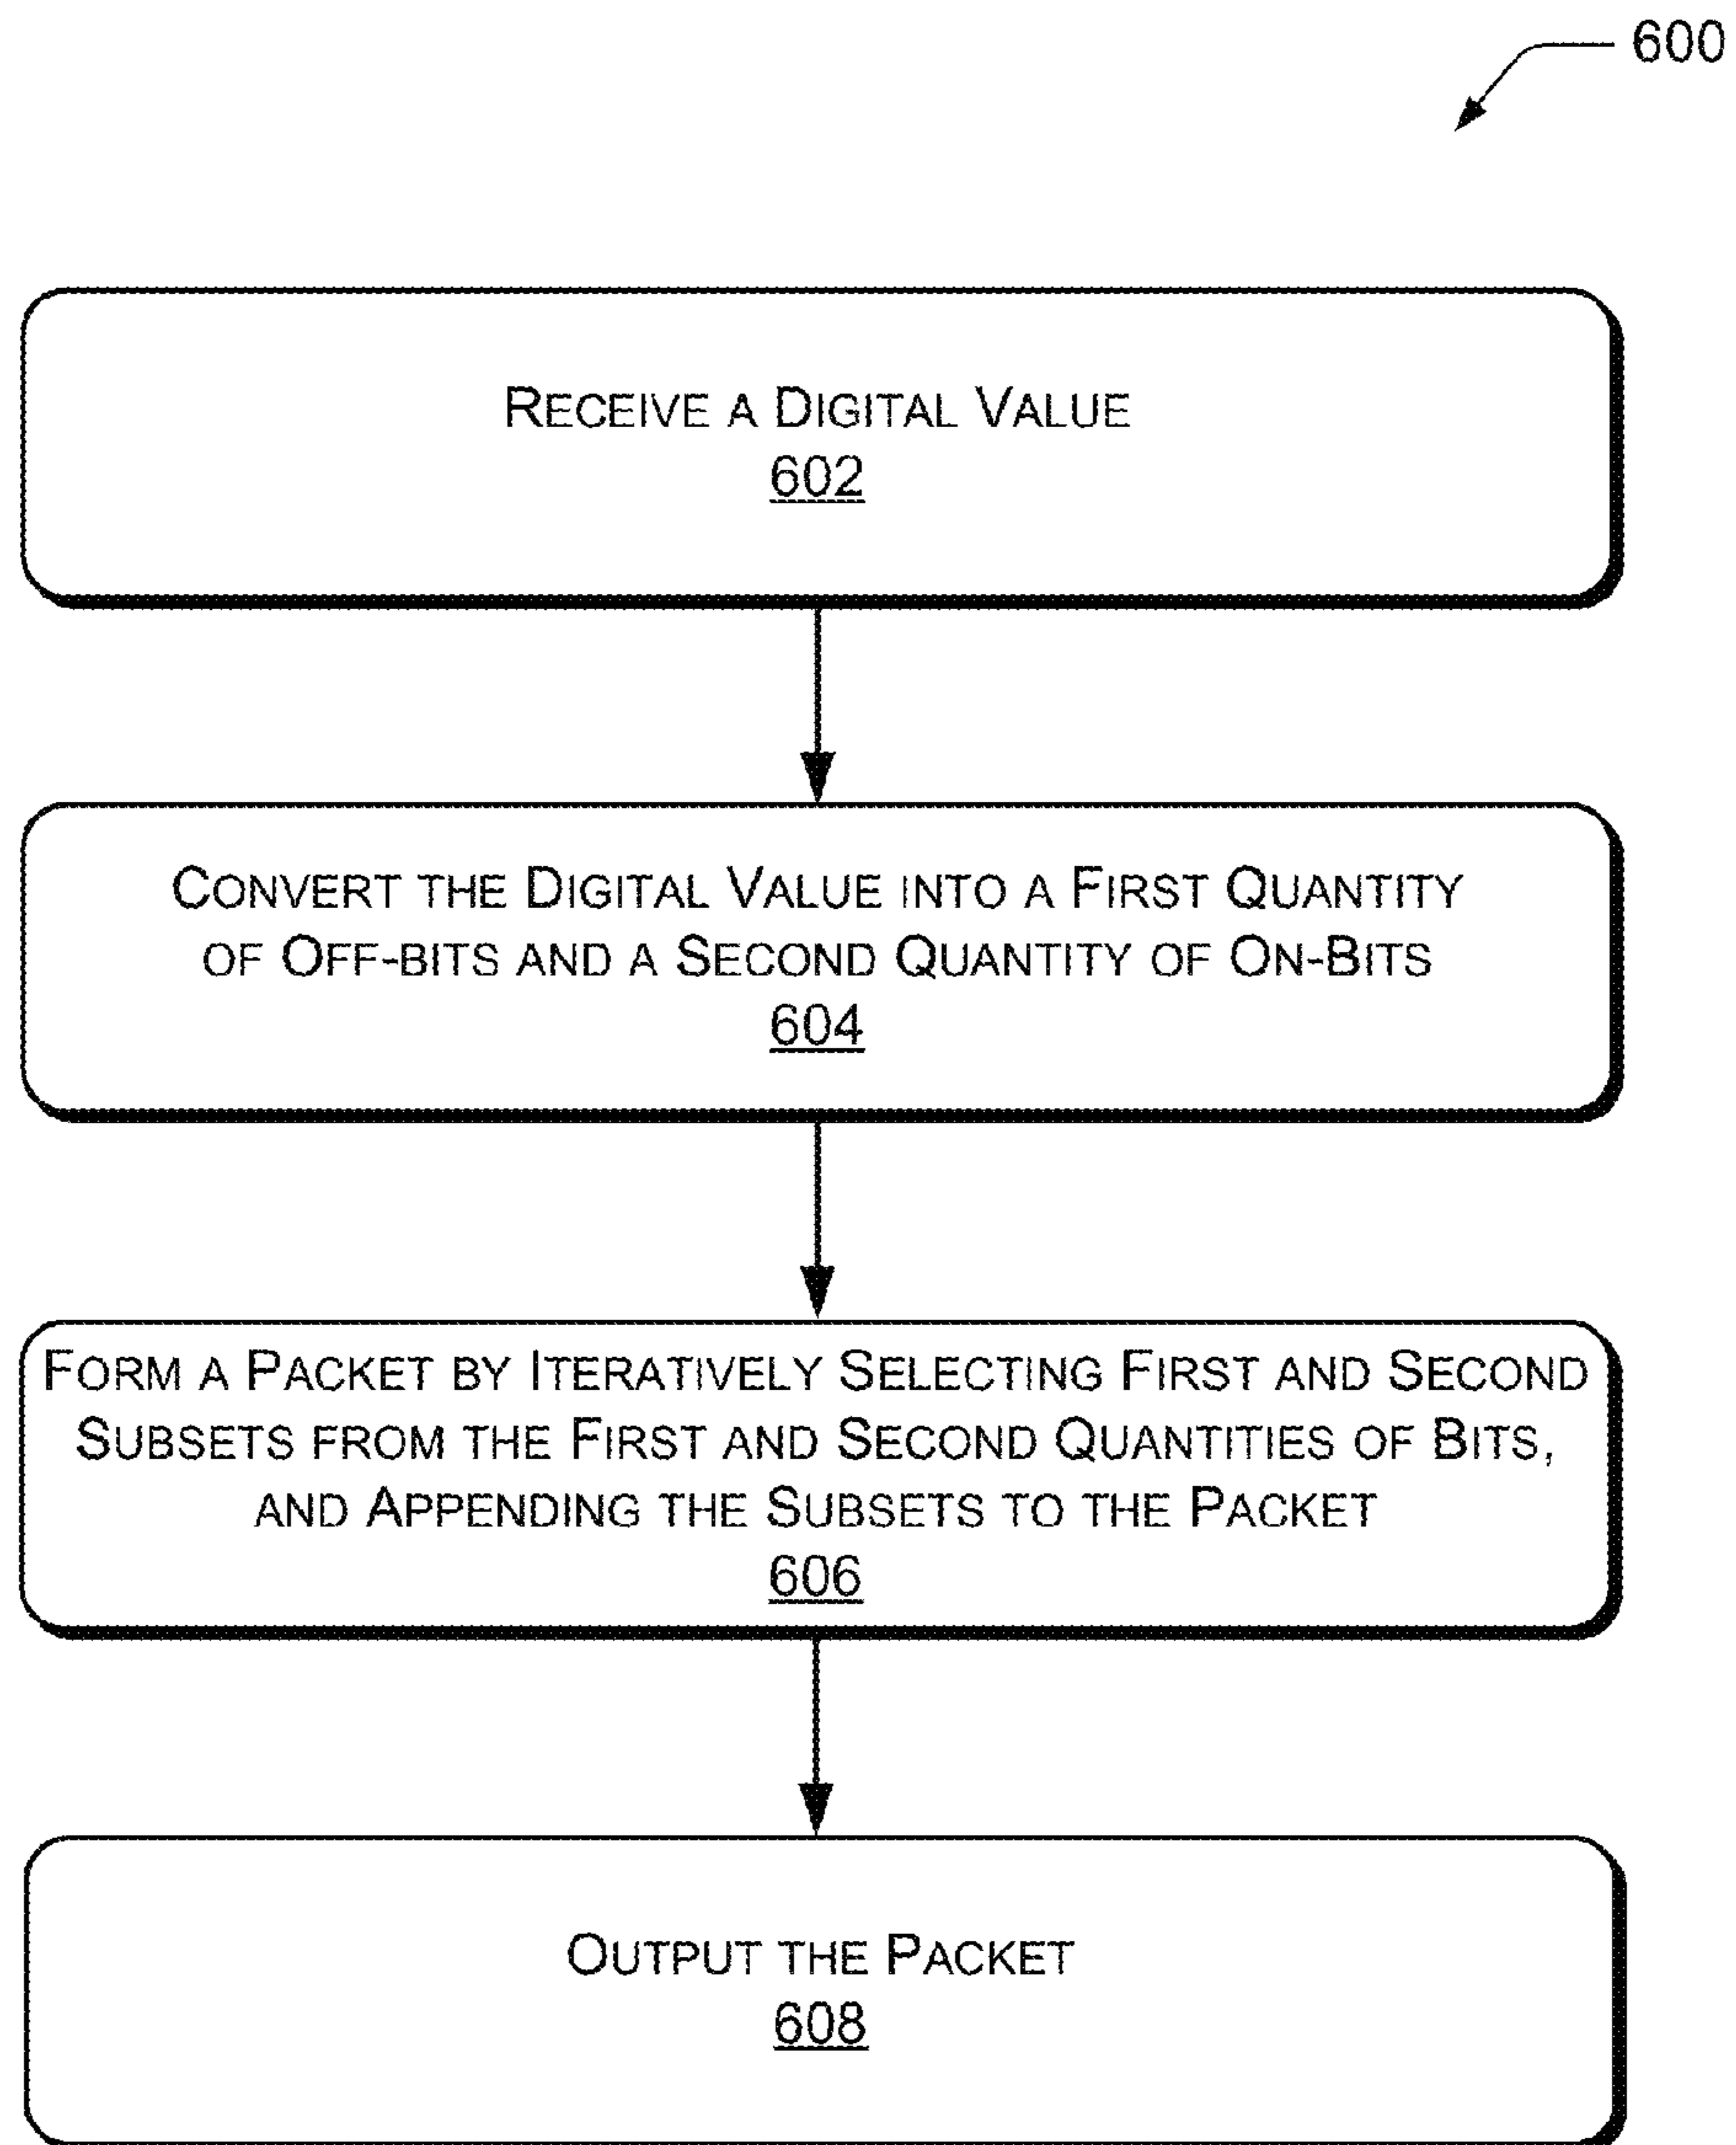 600
RECEIVE A DIGITAL VALUE
602
CONVERT THE DIGITAL VALUE INTO A FIRST QUANTITY
OF OFF-BITS AND A SECOND QUANTITY OF ON-BITS
604
FORM A PACKET BY ITERATIVELY SELECTING FIRST AND SECOND
SUBSETS FROM THE FIRST AND SECOND QUANTITIES OF BITS,
AND APPENDING THE SUBSETS TO THE PACKET
606
OUTPUT THE PACKET
608